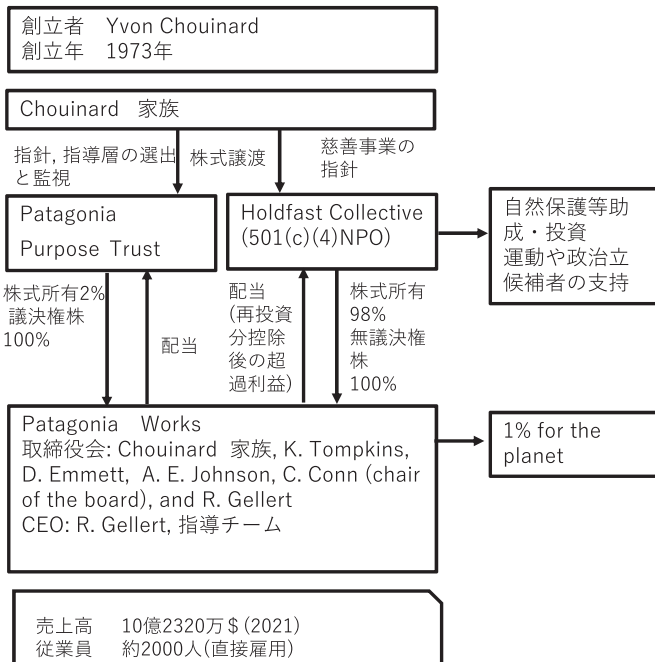 創立者　Yvon Chouinard
創立年　1973年
Chouinard　家族
指針, 指導層の選出
と監視
株式譲渡
慈善事業の
指針
Patagonia
Purpose Trust
Holdfast Collective
(501(c)(4)NPO)
自然保護等助
成・投資
運動や政治立
候補者の支持
株式所有2%
議決権株
100%
配当
配当
(再投資
分控除
後の超
過利益)
株式所有
98%
無議決権
株
100%
Patagonia　Works
取締役会: Chouinard 家族, K. Tompkins,
D. Emmett, A. E. Johnson, C. Conn (chair
of the board), and R. Gellert
CEO: R. Gellert, 指導チーム
1% for the
planet
売上高　10億2320万＄(2021)
従業員　約2000人(直接雇用)